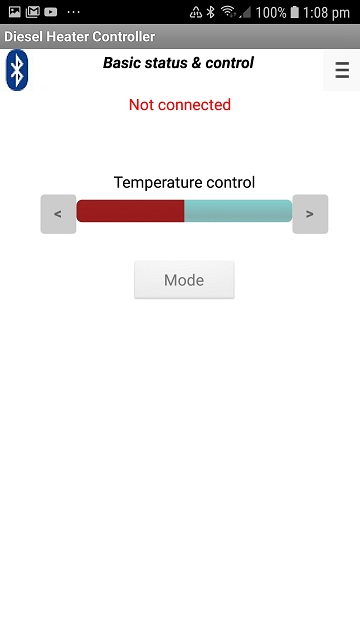 100% 1:08 pm
Diesel Heater Controller
Basic status & control
Not connected
Temperature control
< >
Mode